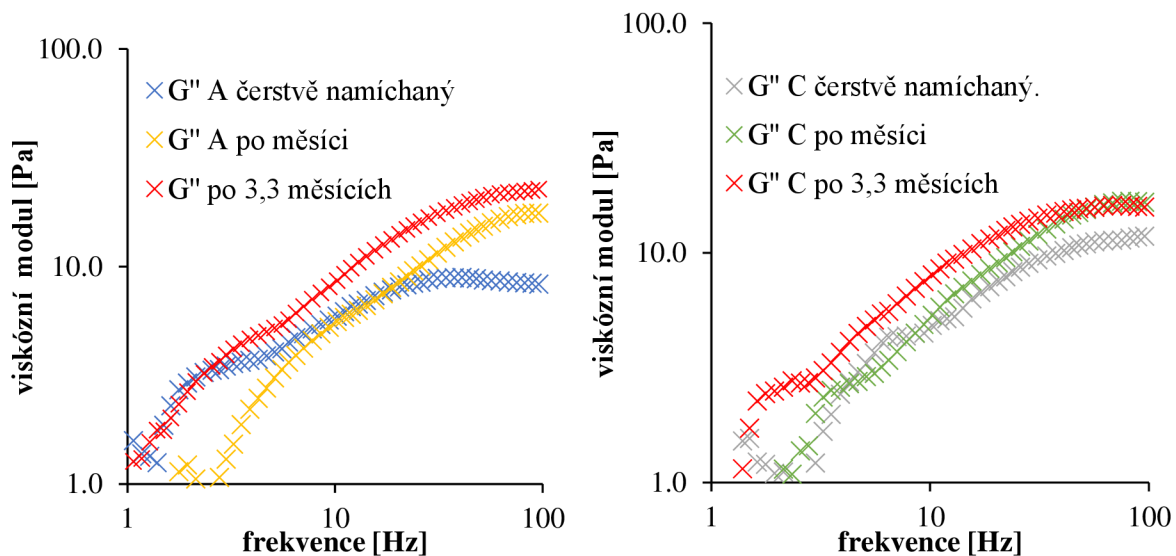 100.0
G'' A čerstvě namíchaný
G'' A po měsíci
G'' po 3,3 měsících
10.0
1.0
viskózní modul [Pa]
1
10
100
frekvence [Hz]
100.0
G'' C čerstvě namíchaný.
G'' C po měsíci
G'' C po 3,3 měsících
10.0
1.0
viskózní modul [Pa]
1
10
100
frekvence [Hz]